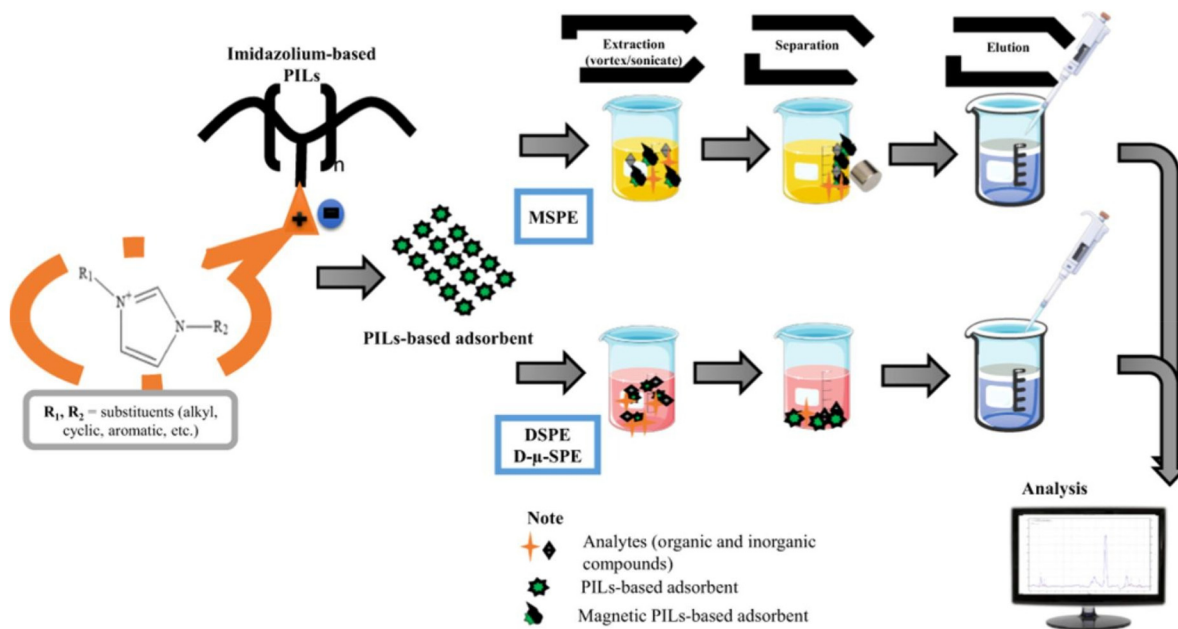 Extraction
(vortex/sonicate)
Separation
Elution
Imidazolium-based
PILs
n
+
-
MSPE
R1
N+
N
R2
PILs-based adsorbent
R1, R2 = substituents (alkyl,
cyclic, aromatic, etc.)
DSPE
D-μ-SPE
Analysis
Note
Analytes (organic and inorganic
compounds)
PILs-based adsorbent
Magnetic PILs-based adsorbent